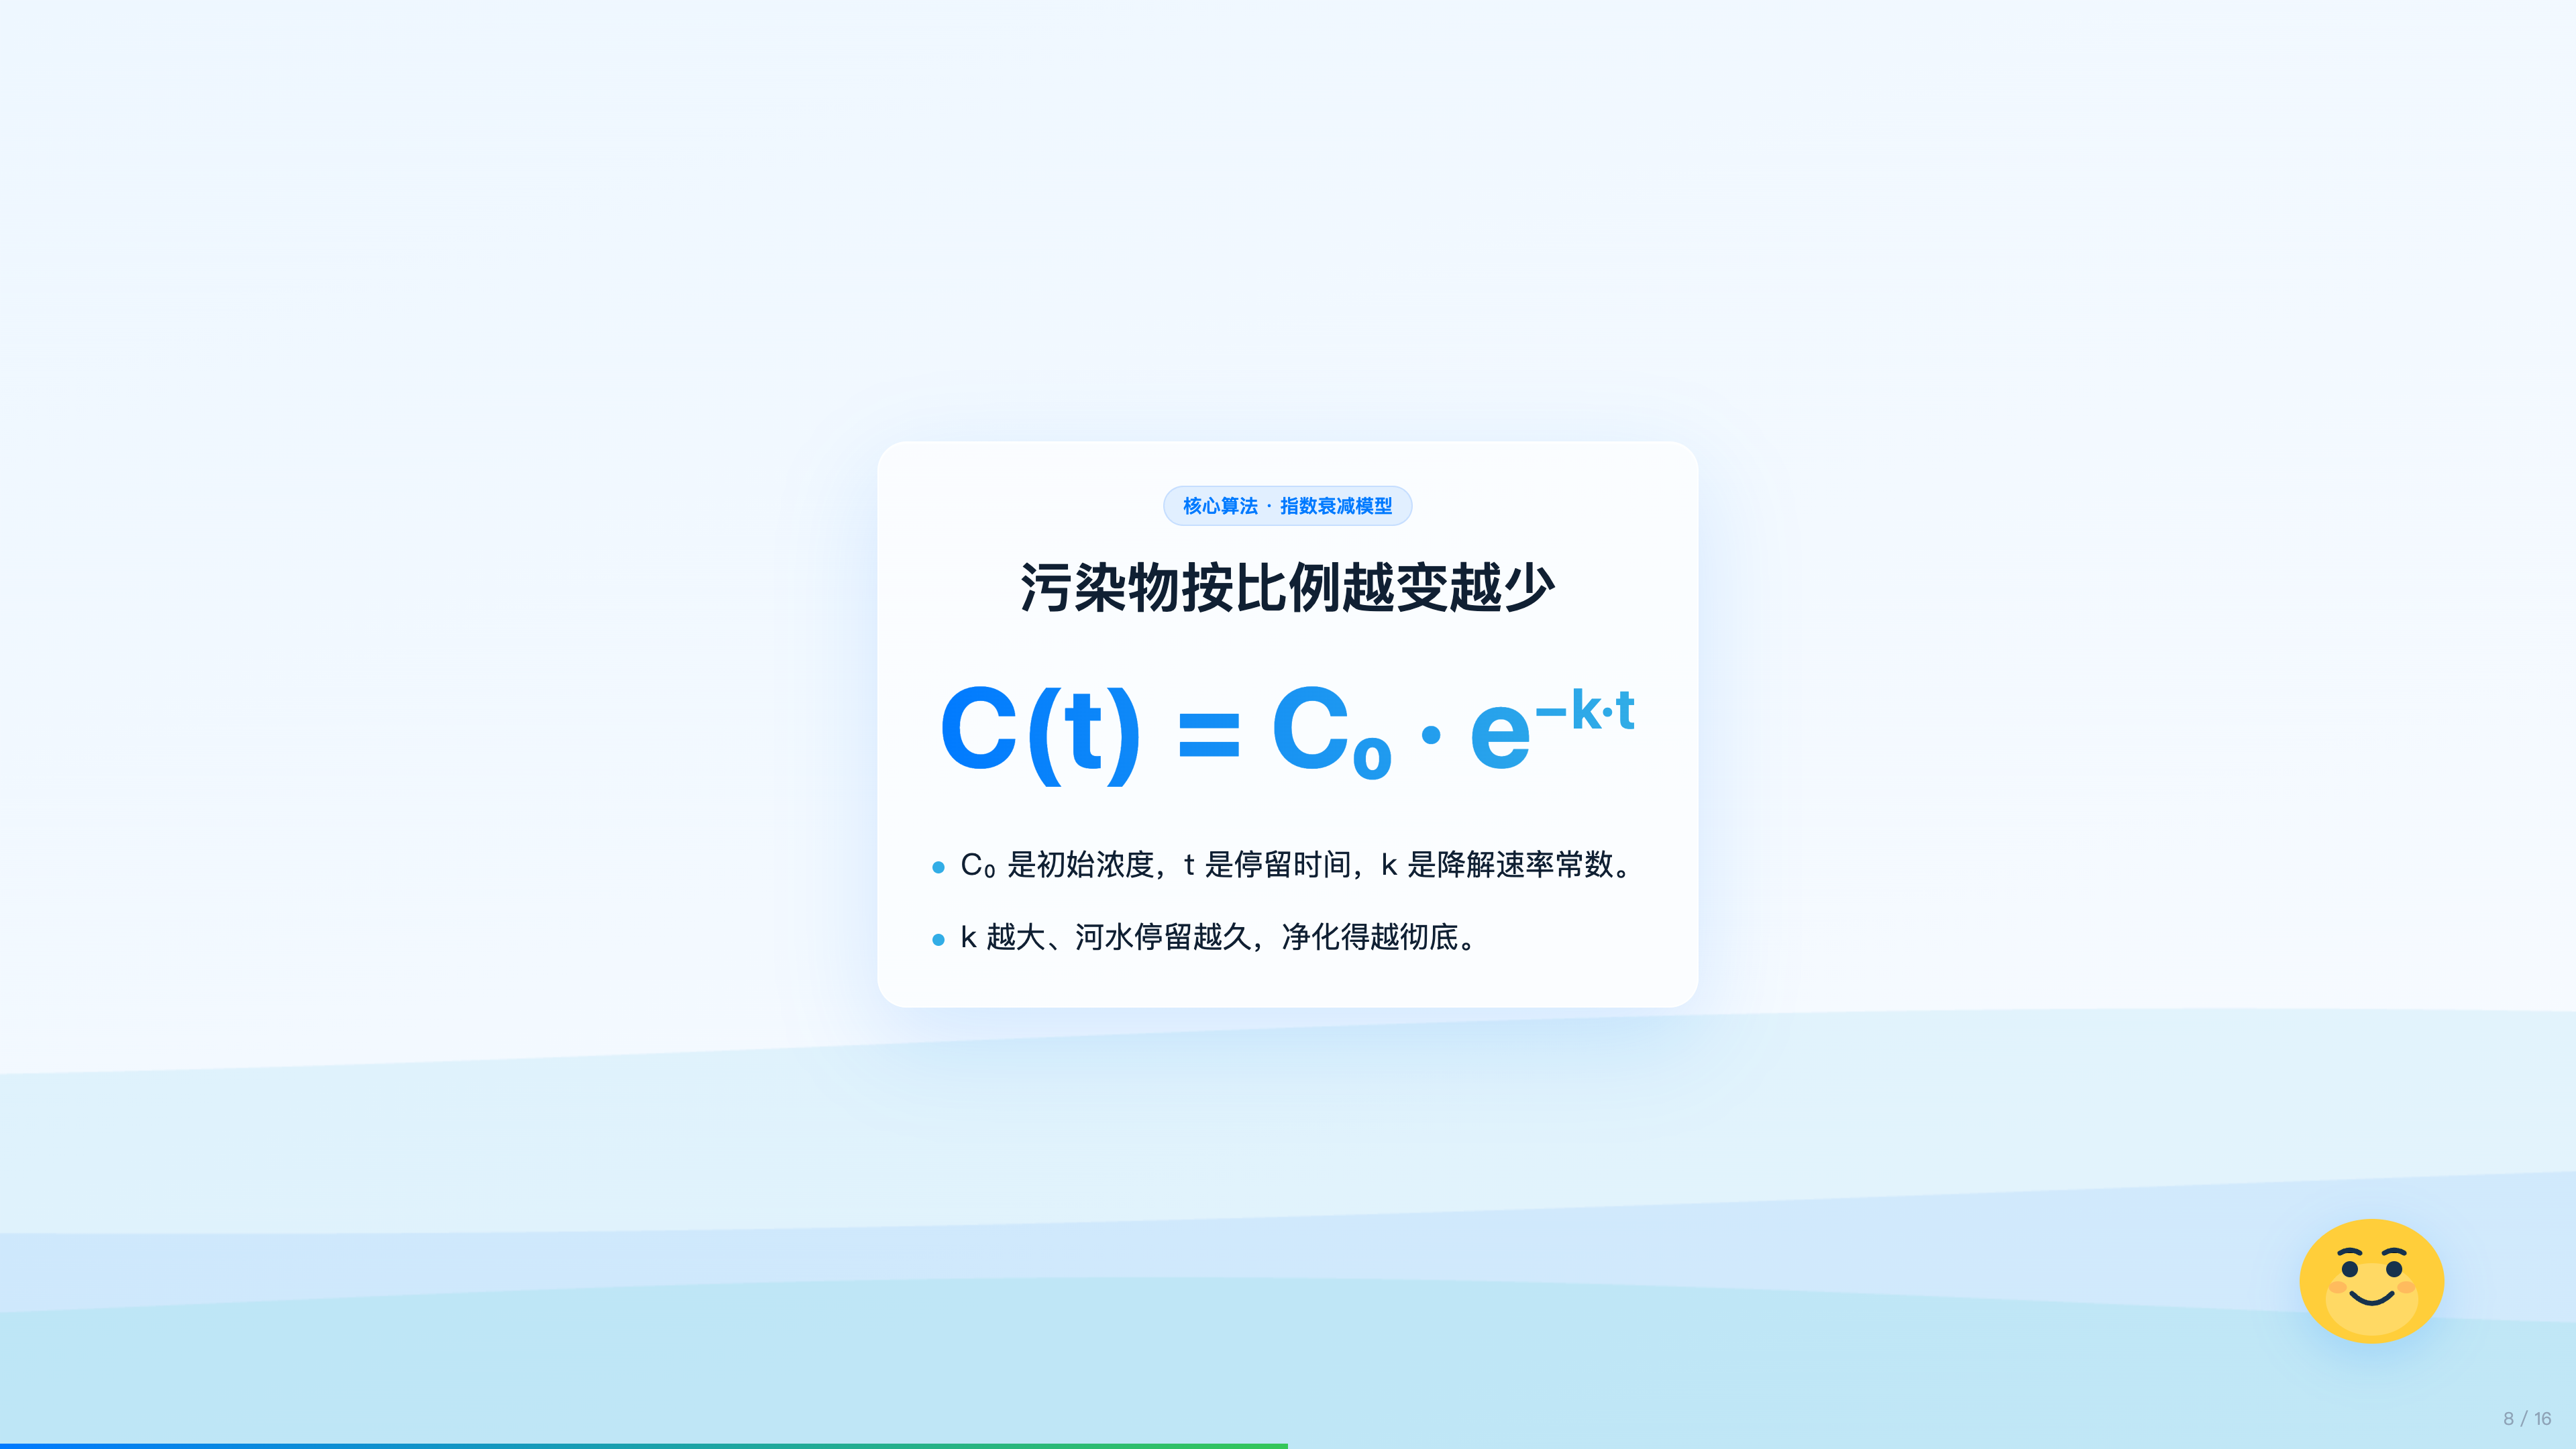 核心算法 · 指数衰减模型
污染物按比例越变越少
C(t) = C₀ · e⁻ᵏ·ᵗ
C₀ 是初始浓度，t 是停留时间，k 是降解速率常数。
k 越大、河水停留越久，净化得越彻底。
8 / 16